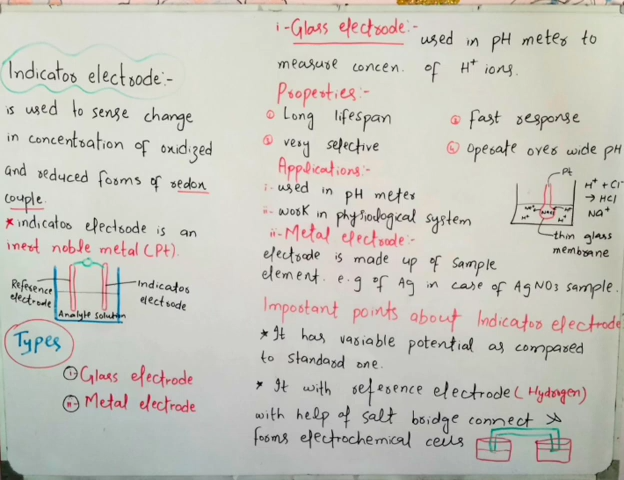 Indicator electrode:-
is used to sense change
in concentration of oxidized
and reduced forms of redox
couple.
* indicator electrode is an
inert noble metal (Pt).
Reference
electrode
Indicator
electrode
Analyte solution
Types
i Glass electrode
ii- Metal electrode
i - Glass electrode:- used in pH meter to
measure concen. of H+ ions.
Properties:-
① Long lifespan
② Fast response
③ very selective
④ Operate over wide pH
Applications:-
i- used in pH meter
ii- work in physiological system
Pt
H+ + Cl-
→ HCl
Na+
H+ H+
H+ H+
thin glass
membrane
ii- Metal electrode:-
electrode is made up of sample
element. e.g of Ag in case of AgNO3 sample.
Important points about Indicator electrode
* It has variable potential as compared
to standard one.
* It with reference electrode (Hydrogen)
with help of salt bridge connect &
forms electrochemical cells